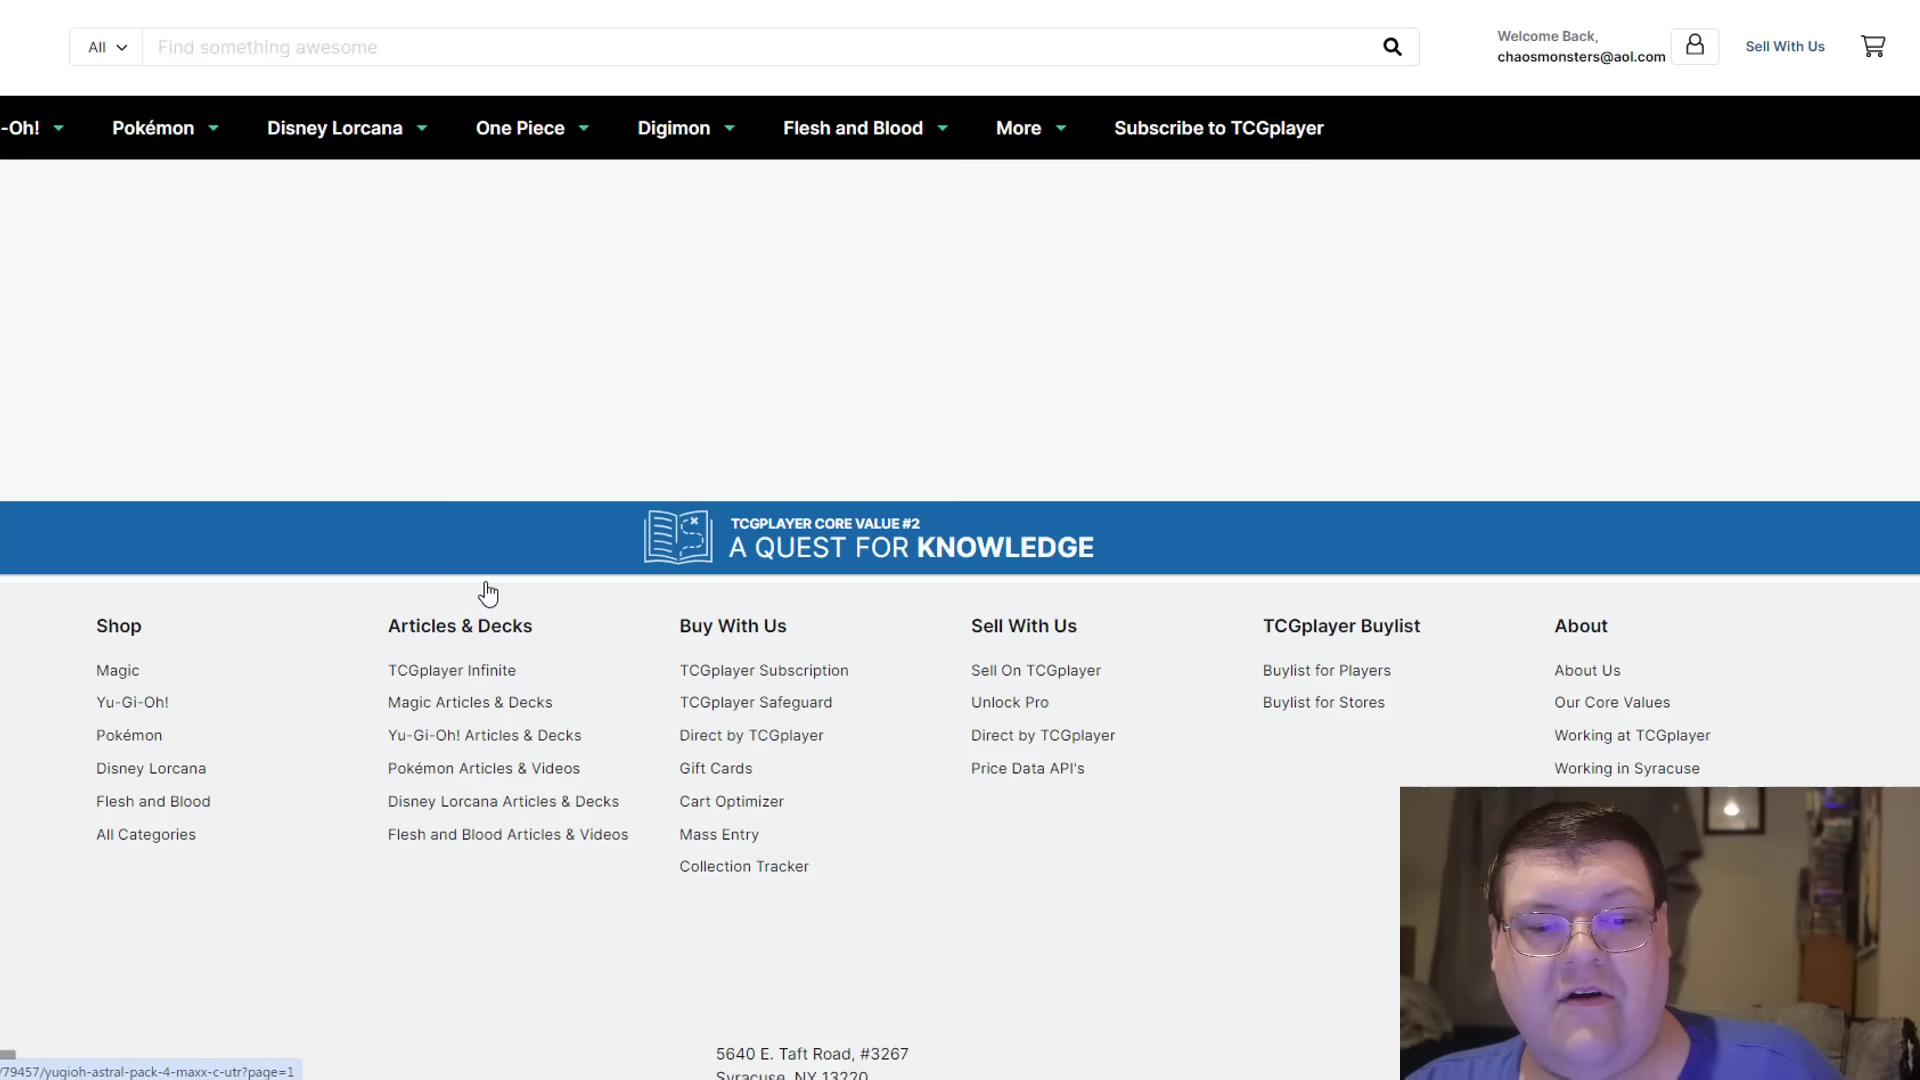 All
Find something awesome
Welcome Back,
chaosmonsters@aol.com
Sell With Us
-Oh!
Pokémon
Disney Lorcana
One Piece
Digimon
Flesh and Blood
More
Subscribe to TCGplayer
TCGPLAYER CORE VALUE #2
A QUEST FOR KNOWLEDGE
Shop
Magic
Yu-Gi-Oh!
Pokémon
Disney Lorcana
Flesh and Blood
All Categories
Articles & Decks
TCGplayer Infinite
Magic Articles & Decks
Yu-Gi-Oh! Articles & Decks
Pokémon Articles & Videos
Disney Lorcana Articles & Decks
Flesh and Blood Articles & Videos
Buy With Us
TCGplayer Subscription
TCGplayer Safeguard
Direct by TCGplayer
Gift Cards
Cart Optimizer
Mass Entry
Collection Tracker
Sell With Us
Sell On TCGplayer
Unlock Pro
Direct by TCGplayer
Price Data API's
TCGplayer Buylist
Buylist for Players
Buylist for Stores
About
About Us
Our Core Values
Working at TCGplayer
Working in Syracuse
5640 E. Taft Road, #3267
Syracuse, NY 13220
/79457/yugioh-astral-pack-4-maxx-c-utr?page=1